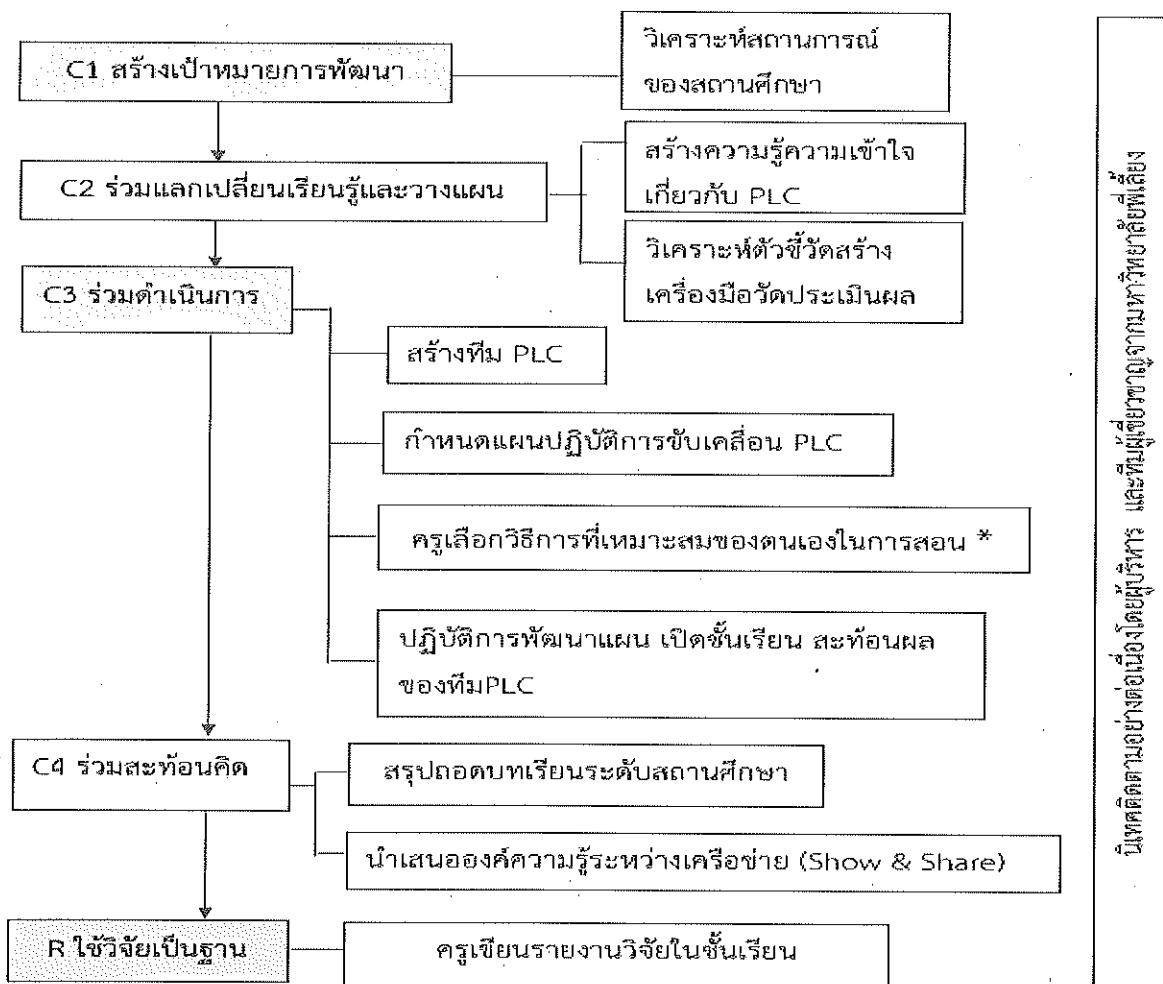 C1 สร้างเป้าหมายการพัฒนา
วิเคราะห์สถานการณ์
ของสถานศึกษา
C2 ร่วมแลกเปลี่ยนเรียนรู้และวางแผน
สร้างความรู้ความเข้าใจ
เกี่ยวกับ PLC
วิเคราะห์ตัวชี้วัดสร้าง
เครื่องมือวัดประเมินผล
C3 ร่วมดำเนินการ
สร้างทีม PLC
กำหนดแผนปฏิบัติการขับเคลื่อน PLC
ครูเลือกวิธีการที่เหมาะสมของตนเองในการสอน *
ปฏิบัติการพัฒนาแผน เปิดชั้นเรียน สะท้อนผล
ของทีมPLC
C4 ร่วมสะท้อนคิด
สรุปถอดบทเรียนระดับสถานศึกษา
นำเสนอองค์ความรู้ระหว่างเครือข่าย (Show & Share)
R ใช้วิจัยเป็นฐาน
ครูเขียนรายงานวิจัยในชั้นเรียน
นิเทศติดตามอย่างต่อเนื่องโดยผู้บริหาร และทีมผู้เชี่ยวชาญจากมหาวิทยาลัยพี่เลี้ยง